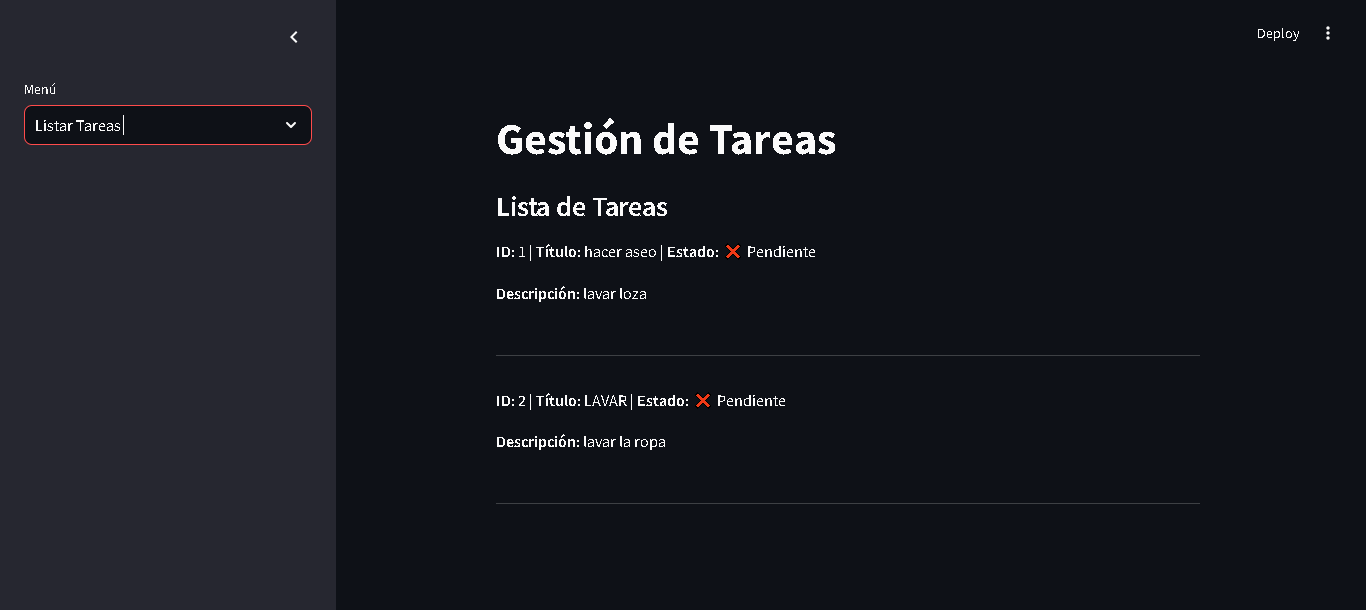 Deploy
Menú
Listar Tareas
Gestión de Tareas
Lista de Tareas
ID: 1 | Título: hacer aseo | Estado: ❌ Pendiente
Descripción: lavar loza
ID: 2 | Título: LAVAR | Estado: ❌ Pendiente
Descripción: lavar la ropa